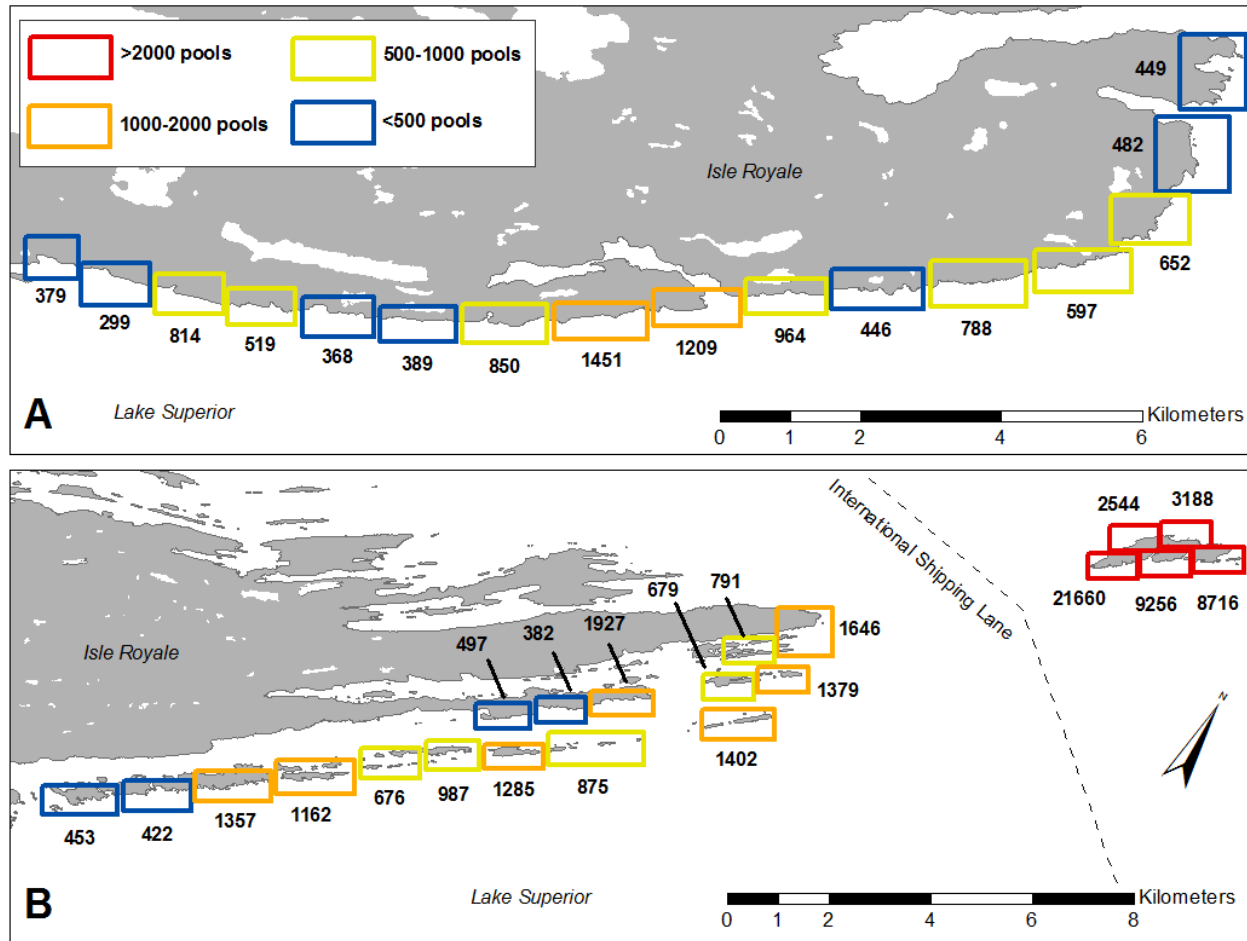 >2000 pools
500-1000 pools
1000-2000 pools
<500 pools
449
482
Isle Royale
652
379
299
814
519
368
389
850
1451
1209
964
446
788
597
A
Lake Superior
Kilometers
0 1 2 4 6
International Shipping Lane
2544
3188
21660
9256
8716
N
679
791
497
382
1927
1646
Isle Royale
1379
1402
453
422
1357
1162
676
987
1285
875
B
Lake Superior
Kilometers
0 1 2 4 6 8